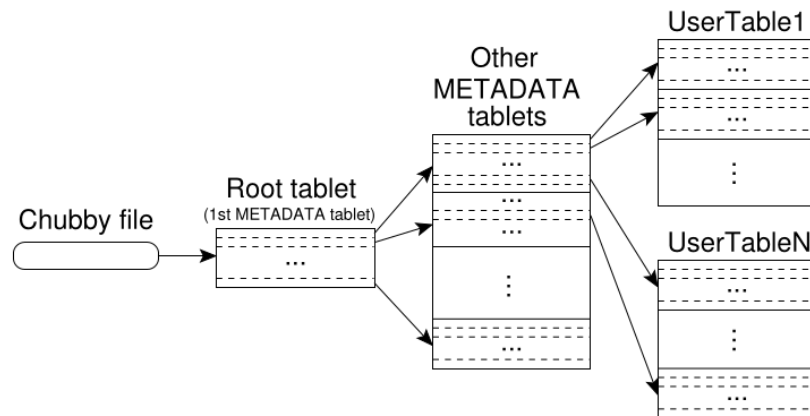 UserTable1
Other
METADATA
tablets
Root tablet
(1st METADATA tablet)
Chubby file
UserTableN
...
...
...
...
...
...
...
...
...
⋮
⋮
⋮